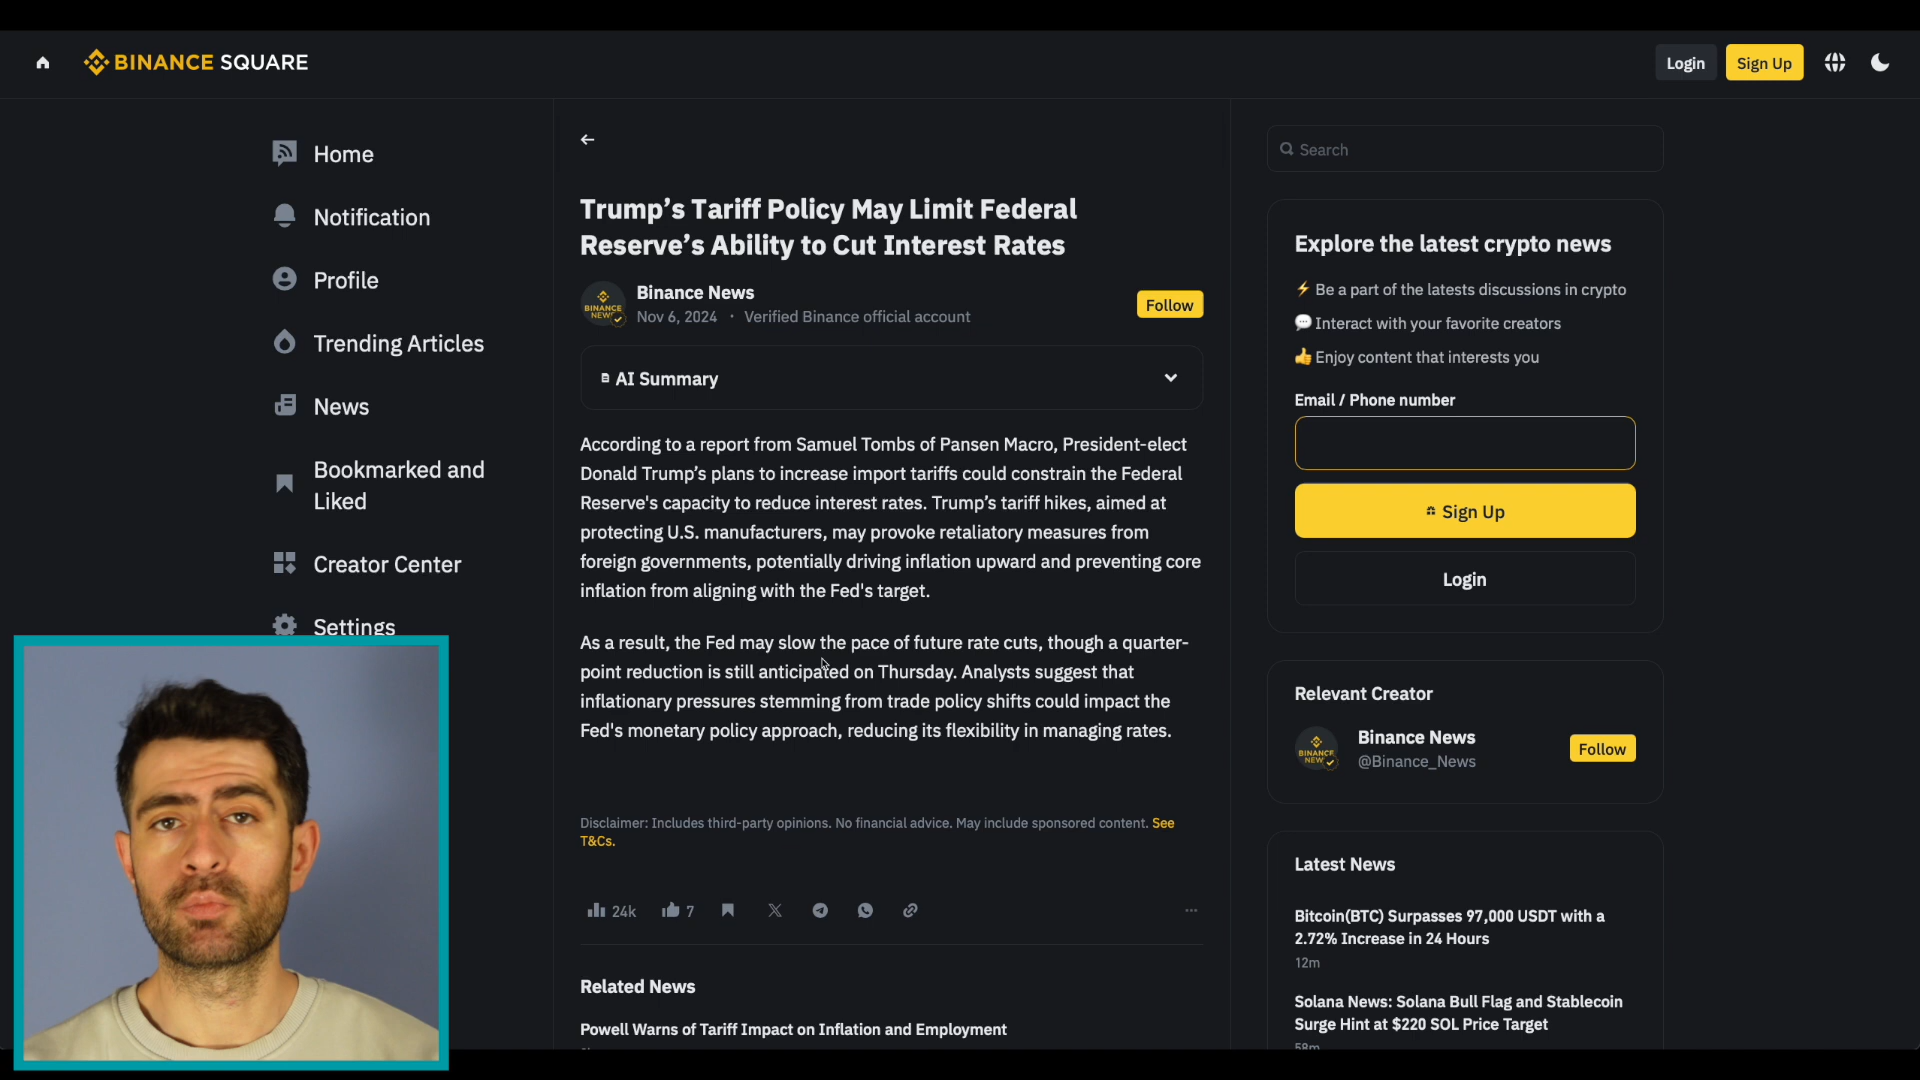 BINANCE SQUARE
Login
Sign Up
Home
Notification
Profile
Trending Articles
News
Bookmarked and
Liked
Creator Center
Settings
Trump’s Tariff Policy May Limit Federal
Reserve’s Ability to Cut Interest Rates
BINANCE
NEWS
Binance News
Nov 6, 2024 · Verified Binance official account
Follow
AI Summary
According to a report from Samuel Tombs of Pansen Macro, President-elect
Donald Trump’s plans to increase import tariffs could constrain the Federal
Reserve's capacity to reduce interest rates. Trump’s tariff hikes, aimed at
protecting U.S. manufacturers, may provoke retaliatory measures from
foreign governments, potentially driving inflation upward and preventing core
inflation from aligning with the Fed's target.
As a result, the Fed may slow the pace of future rate cuts, though a quarter-
point reduction is still anticipated on Thursday. Analysts suggest that
inflationary pressures stemming from trade policy shifts could impact the
Fed's monetary policy approach, reducing its flexibility in managing rates.
Disclaimer: Includes third-party opinions. No financial advice. May include sponsored content. See
T&Cs.
24k
7
Related News
Powell Warns of Tariff Impact on Inflation and Employment
Search
Explore the latest crypto news
⚡ Be a part of the latests discussions in crypto
💬 Interact with your favorite creators
👍 Enjoy content that interests you
Email / Phone number
Sign Up
Login
Relevant Creator
BINANCE
NEWS
Binance News
@Binance_News
Follow
Latest News
Bitcoin(BTC) Surpasses 97,000 USDT with a
2.72% Increase in 24 Hours
12m
Solana News: Solana Bull Flag and Stablecoin
Surge Hint at $220 SOL Price Target
58m